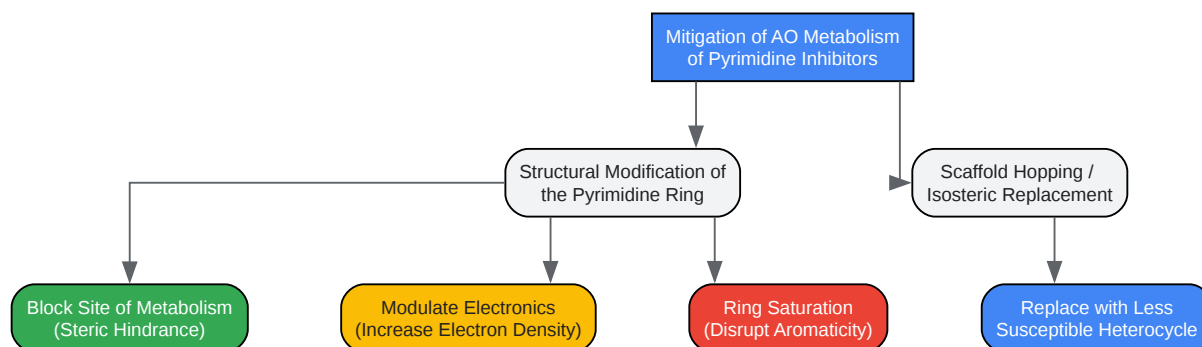 Mitigation of AO Metabolism
of Pyrimidine Inhibitors
Structural Modification of
the Pyrimidine Ring
Scaffold Hopping /
Isosteric Replacement
Block Site of Metabolism
(Steric Hindrance)
Modulate Electronics
(Increase Electron Density)
Ring Saturation
(Disrupt Aromaticity)
Replace with Less
Susceptible Heterocycle